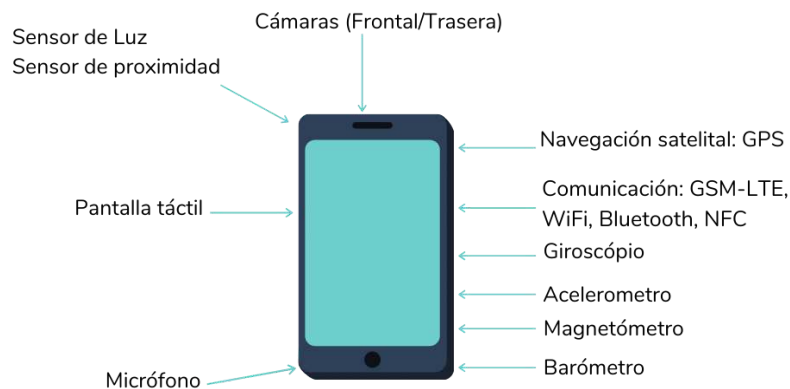 Cámaras (Frontal/Trasera)
Sensor de Luz
Sensor de proximidad
Navegación satelital: GPS
Comunicación: GSM-LTE,
WiFi, Bluetooth, NFC
Pantalla táctil
Giroscópio
Acelerometro
Magnetómetro
Barómetro
Micrófono